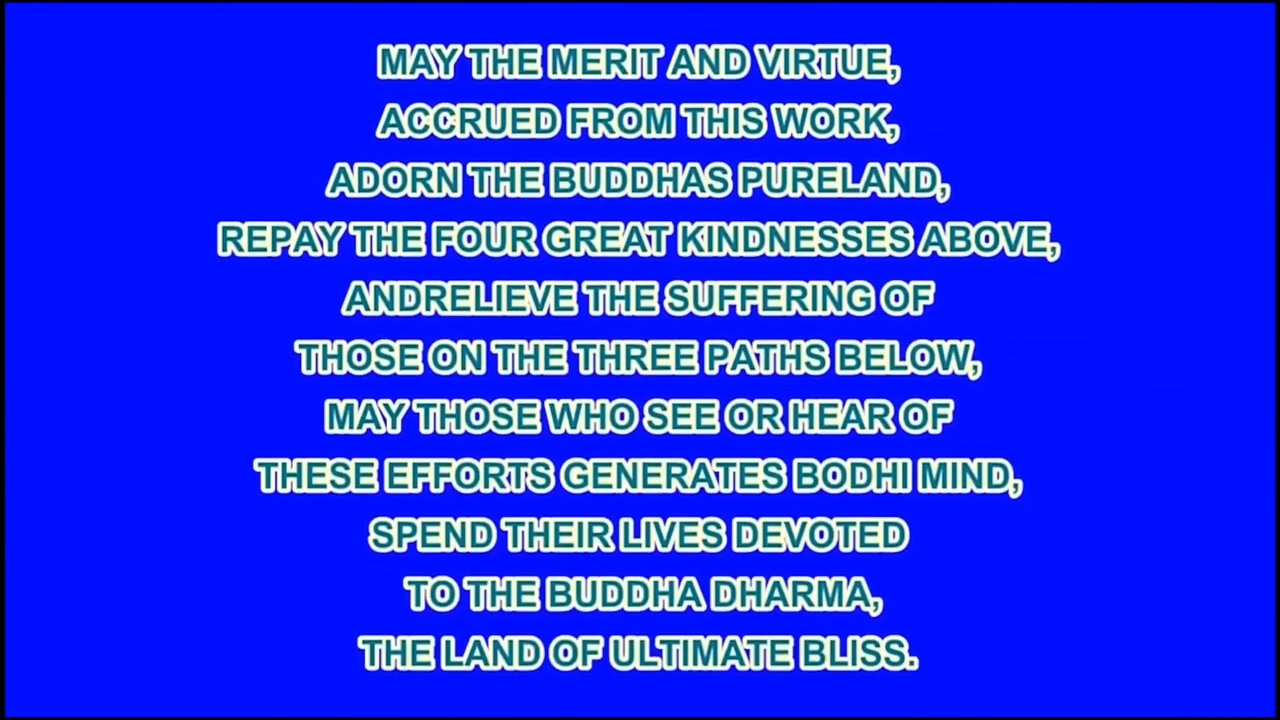 MAY THE MERIT AND VIRTUE,
ACCRUED FROM THIS WORK,
ADORN THE BUDDHAS PURELAND,
REPAY THE FOUR GREAT KINDNESSES ABOVE,
ANDRELIEVE THE SUFFERING OF
THOSE ON THE THREE PATHS BELOW,
MAY THOSE WHO SEE OR HEAR OF
THESE EFFORTS GENERATES BODHI MIND,
SPEND THEIR LIVES DEVOTED
TO THE BUDDHA DHARMA,
THE LAND OF ULTIMATE BLISS.